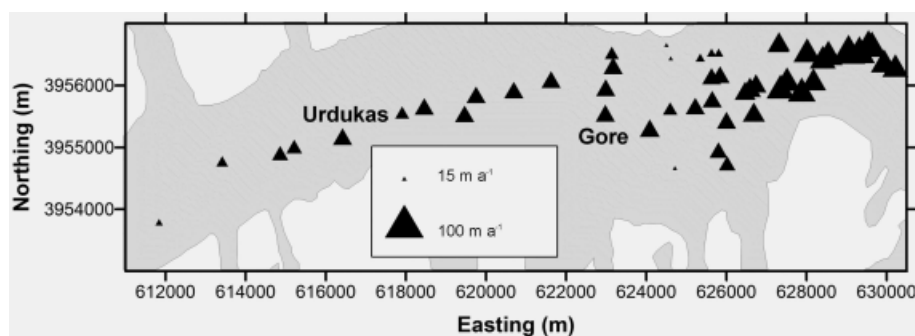 3956000
3955000
3954000
Northing (m)
Urdukas
Gore
15 m a⁻¹
100 m a⁻¹
612000 614000 616000 618000 620000 622000 624000 626000 628000 630000
Easting (m)